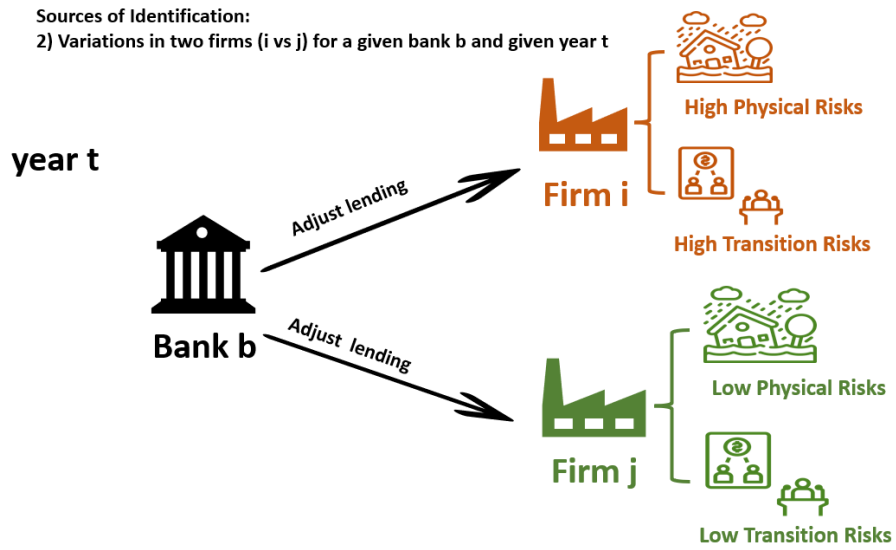 Sources of Identification:
2) Variations in two firms (i vs j) for a given bank b and given year t
year t
Adjust lending
Bank b
Adjust lending
Firm i
High Physical Risks
High Transition Risks
Firm j
Low Physical Risks
Low Transition Risks